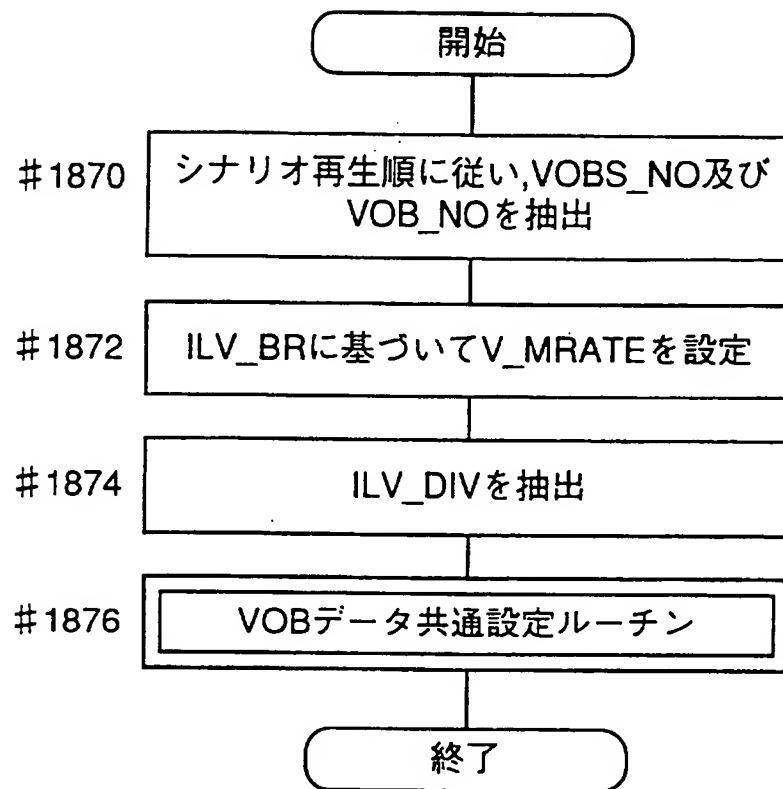 開始
#1870
シナリオ再生順に従い,VOBS_NO及び
VOB_NOを抽出
#1872
ILV_BRに基づいてV_MRATEを設定
#1874
ILV_DIVを抽出
#1876
VOBデータ共通設定ルーチン
終了